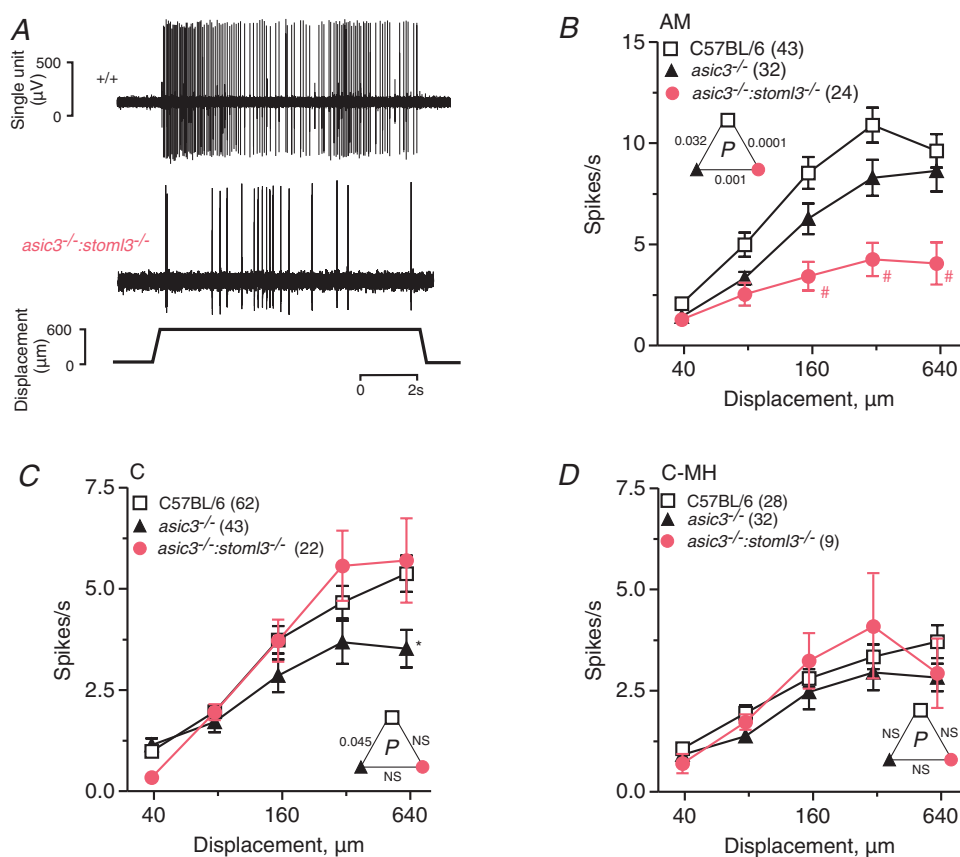 A
500
0
Single unit
(µV)
+/+
asic3-/-:stoml3-/-
600
0
Displacement
(µm)
0 2s
B
AM
C57BL/6 (43)
asic3-/- (32)
asic3-/-:stoml3-/- (24)
0.032 P 0.0001
0.001
15
10
5
0
Spikes/s
# # #
40 160 640
Displacement, µm
C
C
C57BL/6 (62)
asic3-/- (43)
asic3-/-:stoml3-/- (22)
7.5
5.0
2.5
0.0
Spikes/s
*
0.045 P NS
NS
40 160 640
Displacement, µm
D
C-MH
C57BL/6 (28)
asic3-/- (32)
asic3-/-:stoml3-/- (9)
7.5
5.0
2.5
0.0
Spikes/s
NS P NS
NS
40 160 640
Displacement, µm